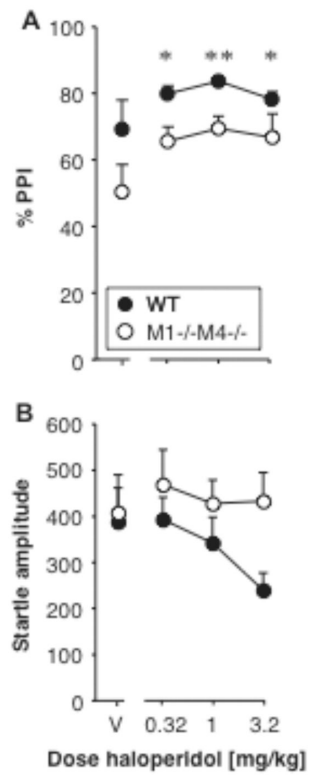 A
100
* ** *
80
60
% PPI
40
20
WT
M1-/-M4-/-
0
B
600
500
400
Startle amplitude
300
200
100
0
V 0.32 1 3.2
Dose haloperidol [mg/kg]